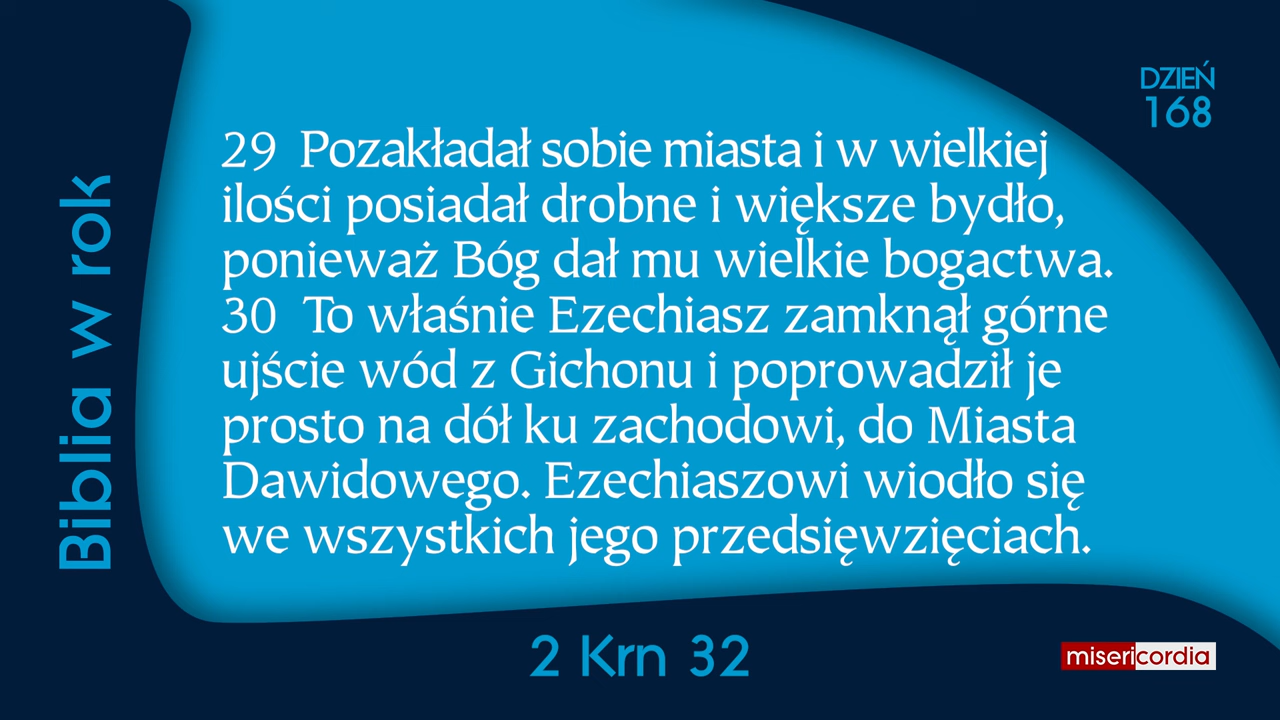 DZIEŃ
168
Biblia w rok
29 Pozakładał sobie miasta i w wielkiej
ilości posiadał drobne i większe bydło,
ponieważ Bóg dał mu wielkie bogactwa.
30 To właśnie Ezechiasz zamknął górne
ujście wód z Gichonu i poprowadził je
prosto na dół ku zachodowi, do Miasta
Dawidowego. Ezechiaszowi wiodło się
we wszystkich jego przedsięwzięciach.
2 Krn 32
misericordia